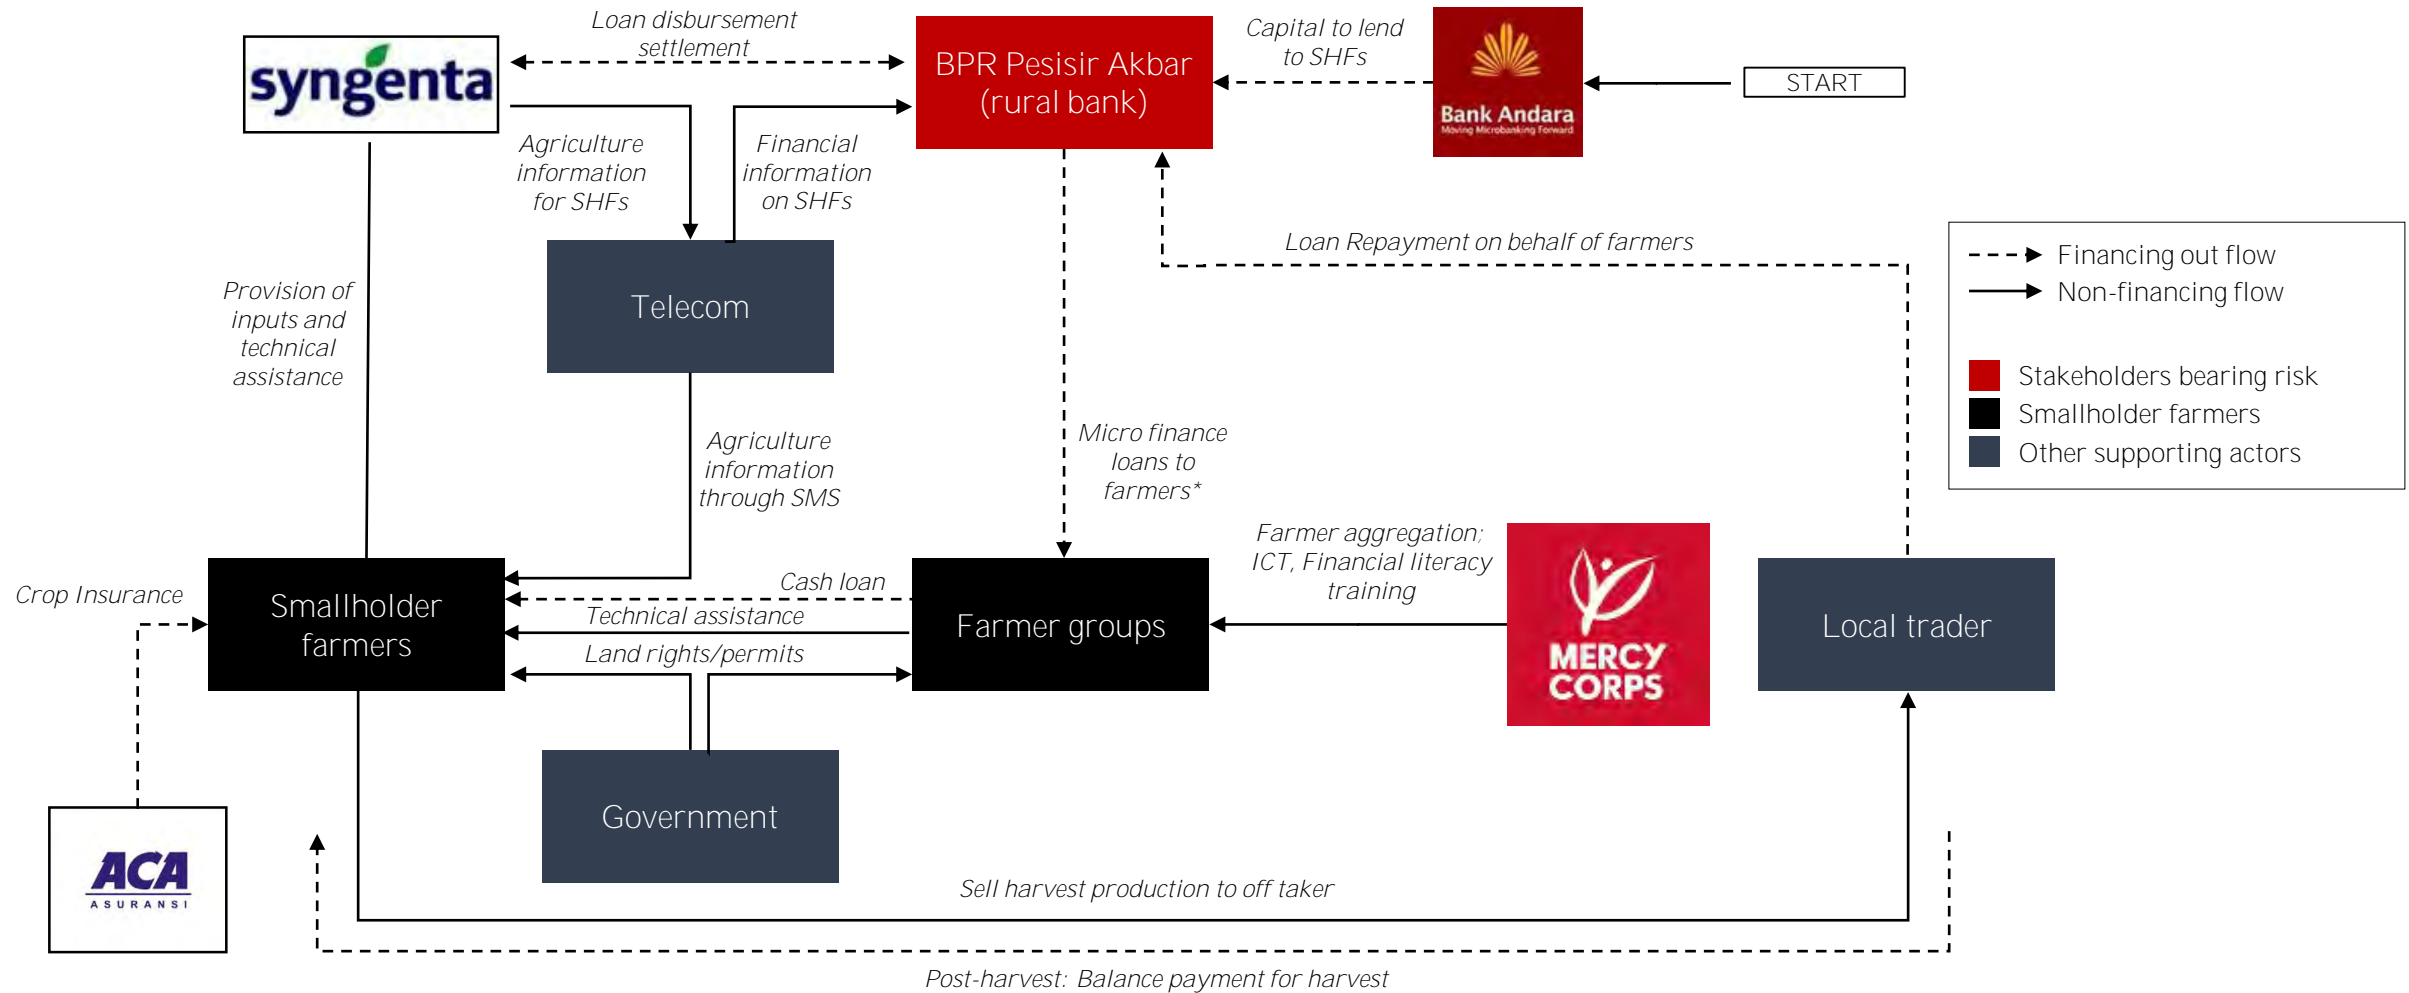 Loan disbursement
settlement
syngenta
BPR Pesisir Akbar
(rural bank)
Capital to lend
to SHFs
Bank Andara
Moving Microbanking Forward
START
Agriculture
information
for SHFs
Financial
information
on SHFs
Loan Repayment on behalf of farmers
Financing out flow
Non-financing flow
Stakeholders bearing risk
Smallholder farmers
Other supporting actors
Provision of
inputs and
technical
assistance
Telecom
Agriculture
information
through SMS
Micro finance
loans to
farmers*
Farmer aggregation;
ICT, Financial literacy
training
Crop Insurance
Smallholder
farmers
Cash loan
Technical assistance
Land rights/permits
Farmer groups
MERCY
CORPS
Local trader
Government
ACA
ASURANSI
Sell harvest production to off taker
Post-harvest: Balance payment for harvest